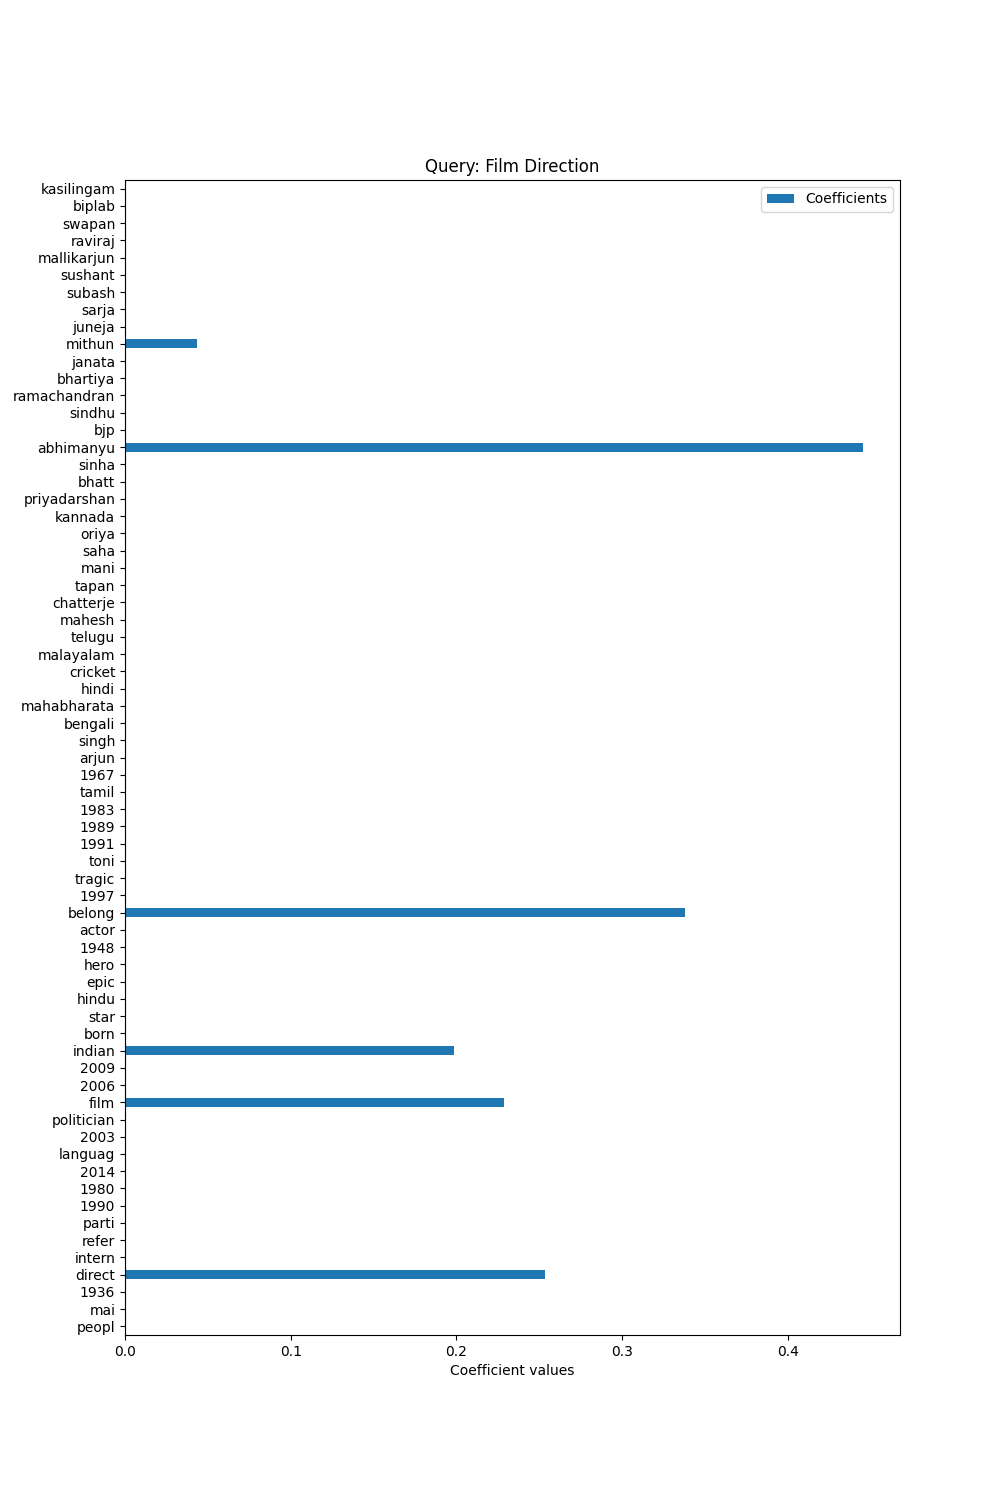 Query: Film Direction
Coefficients
kasilingam
biplab
swapan
raviraj
mallikarjun
sushant
subash
sarja
juneja
mithun
janata
bhartiya
ramachandran
sindhu
bjp
abhimanyu
sinha
bhatt
priyadarshan
kannada
oriya
saha
mani
tapan
chatterje
mahesh
telugu
malayalam
cricket
hindi
mahabharata
bengali
singh
arjun
1967
tamil
1983
1989
1991
toni
tragic
1997
belong
actor
1948
hero
epic
hindu
star
born
indian
2009
2006
film
politician
2003
languag
2014
1980
1990
parti
refer
intern
direct
1936
mai
peopl
0.0 0.1 0.2 0.3 0.4
Coefficient values